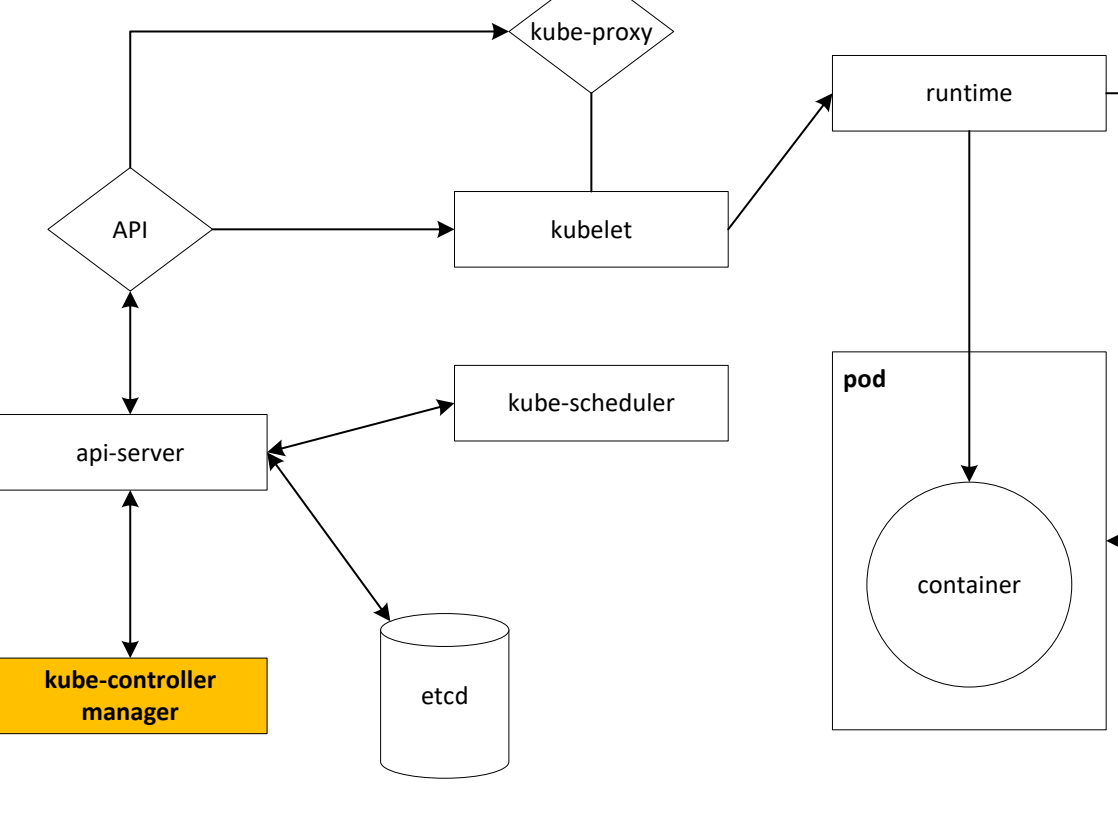 kube-proxy
runtime
API
kubelet
pod
kube-scheduler
api-server
container
kube-controller
manager
etcd